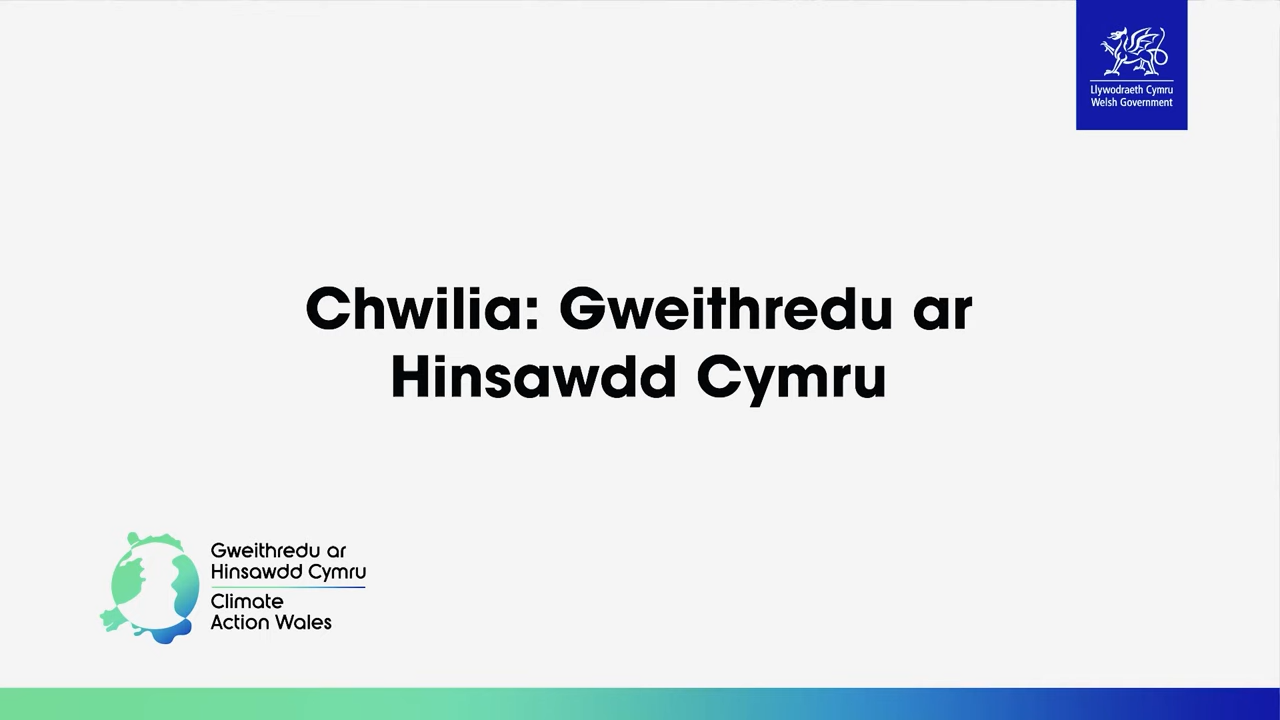 Llywodraeth Cymru
Welsh Government
Chwilia: Gweithredu ar
Hinsawdd Cymru
Gweithredu ar
Hinsawdd Cymru
Climate
Action Wales